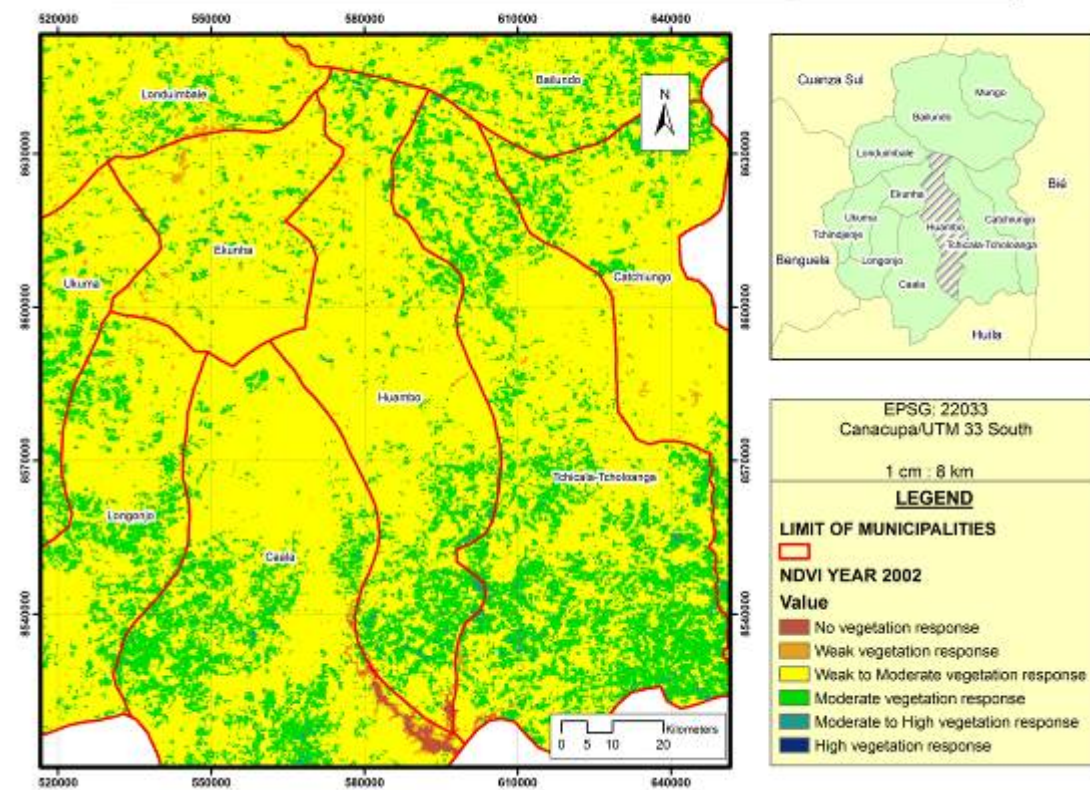 520000 550000 580000 610000 640000
8630000
8600000
8570000
8540000
Londuimbale
Bailundo
N
Ekunha
Ukuma
Catchiungo
Huambo
Tchicala-Tcholoanga
Longonjo
Caala
Kilometers
0 5 10 20
8630000
8600000
8570000
8540000
520000 550000 580000 610000 640000
Cuanza Sul
Mungo
Bailundo
Londuimbale
Bié
Ekunha
Ukuma
Catchiungo
Tchindjenje
Huambo
Tchicala-Tcholoanga
Benguela
Longonjo
Caala
Huila
EPSG: 22033
Canacupa/UTM 33 South
1 cm : 8 km
LEGEND
LIMIT OF MUNICIPALITIES
NDVI YEAR 2002
Value
No vegetation response
Weak vegetation response
Weak to Moderate vegetation response
Moderate vegetation response
Moderate to High vegetation response
High vegetation response